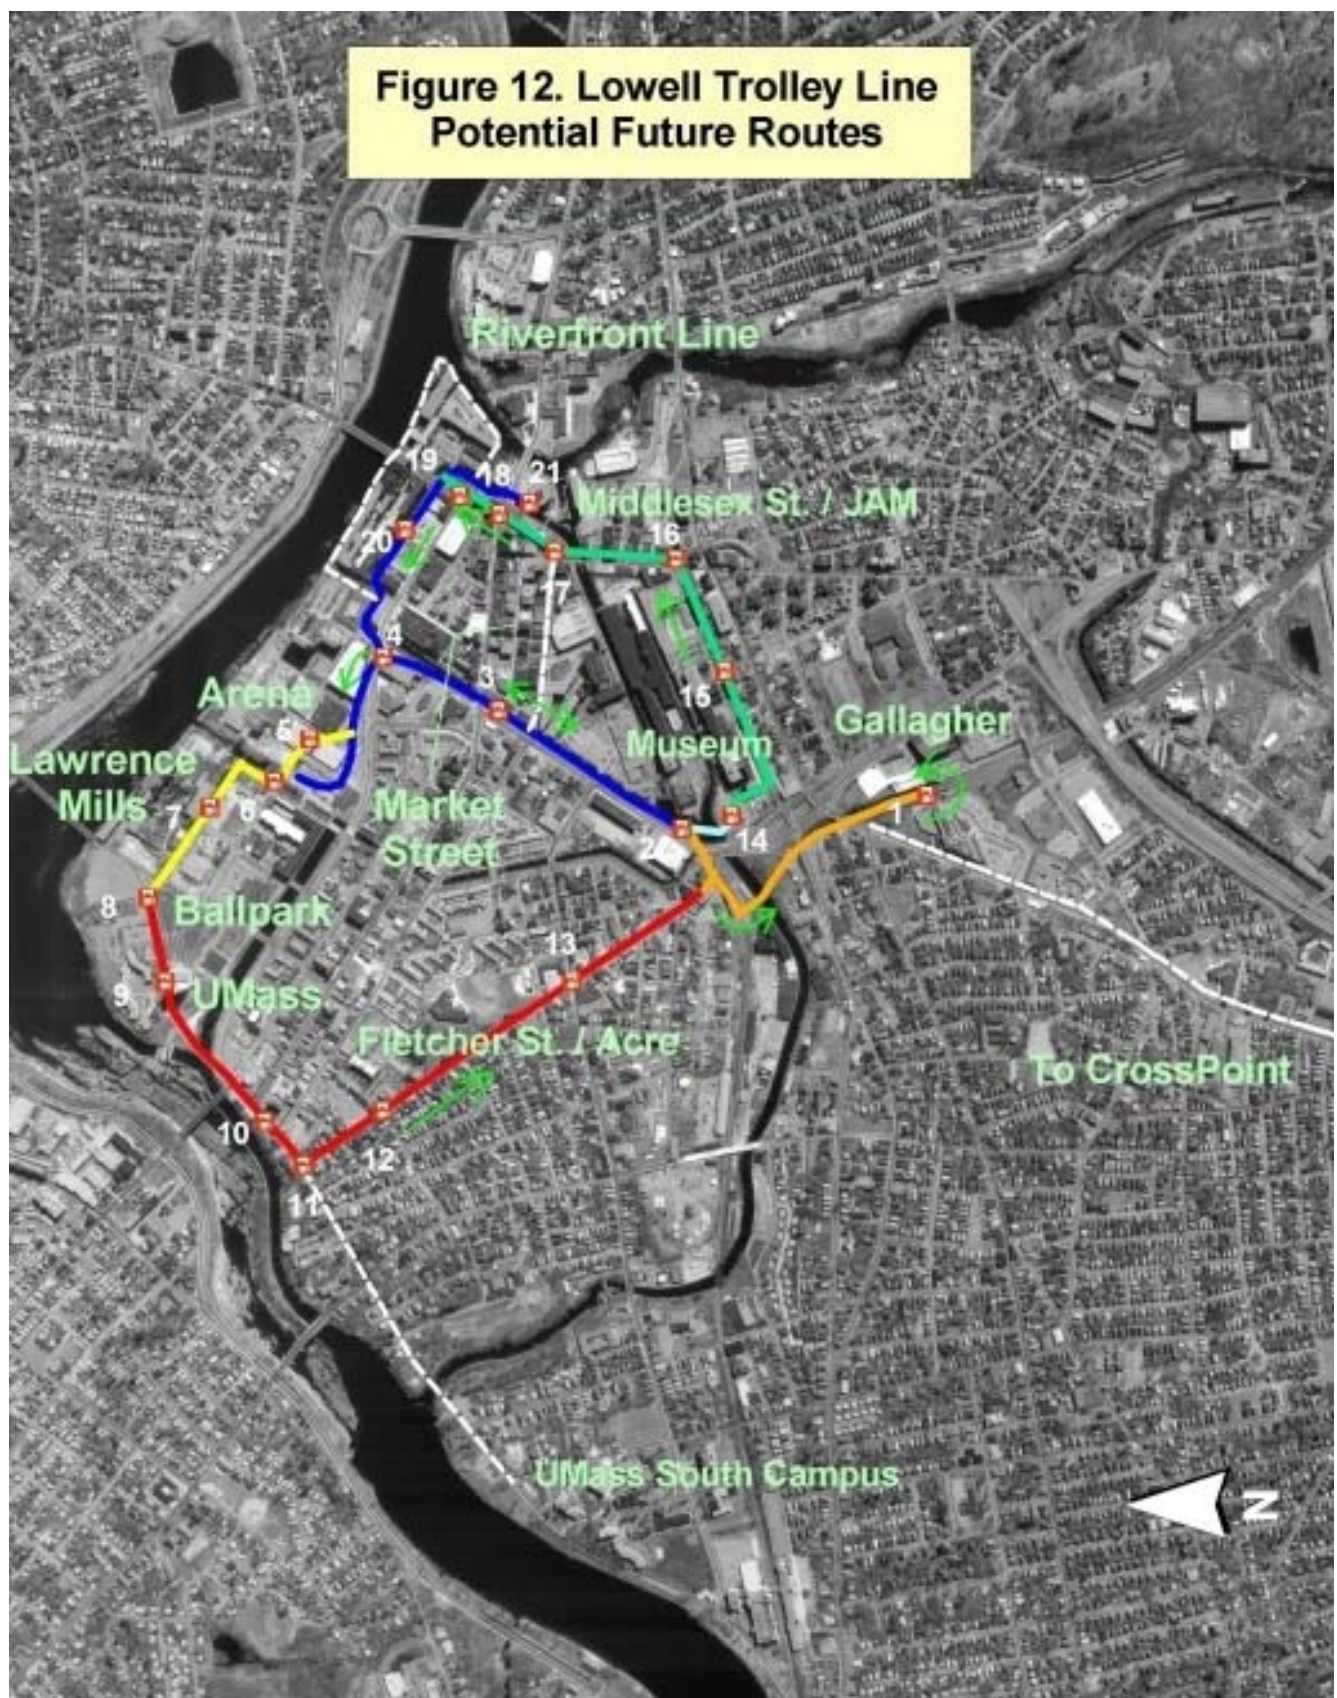 Figure 12. Lowell Trolley Line
Potential Future Routes
Riverfront Line
19
18
21
Middlesex St. / JAM
20
16
17
4
3
15
Arena
5
Museum
Gallagher
Lawrence
Mills
7
6
Market
Street
1
2
14
8
Ballpark
13
9
UMass
Fletcher St. / Acre
To CrossPoint
10
12
11
UMass South Campus
N